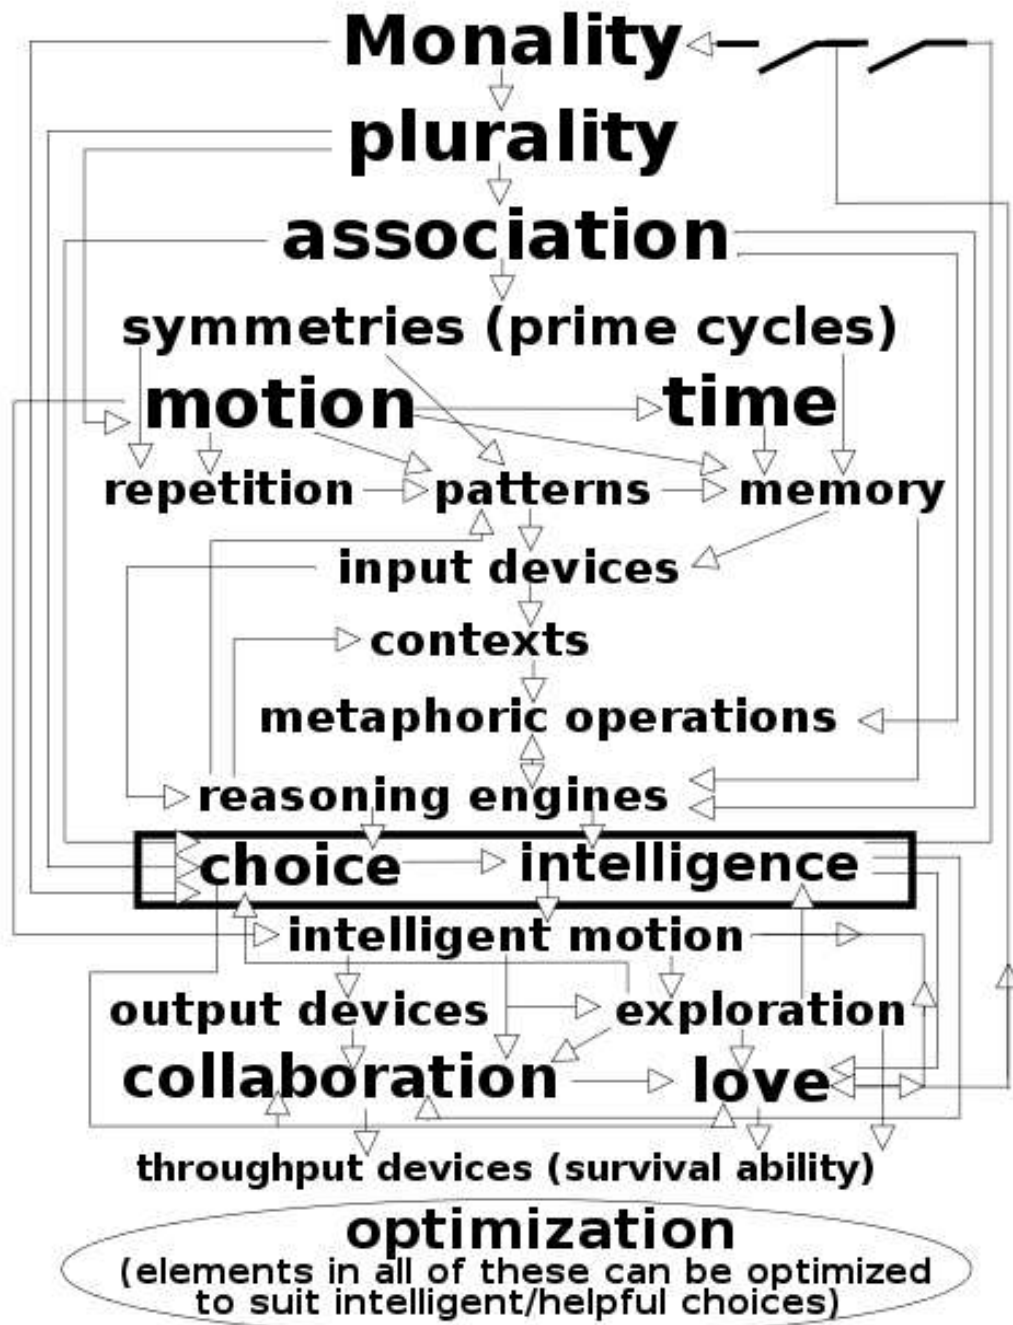 Monality
plurality
association
symmetries (prime cycles)
motion time
repetition patterns memory
input devices
contexts
metaphoric operations
reasoning engines
choice intelligence
intelligent motion
output devices exploration
collaboration love
throughput devices (survival ability)
optimization
(elements in all of these can be optimized
to suit intelligent/helpful choices)